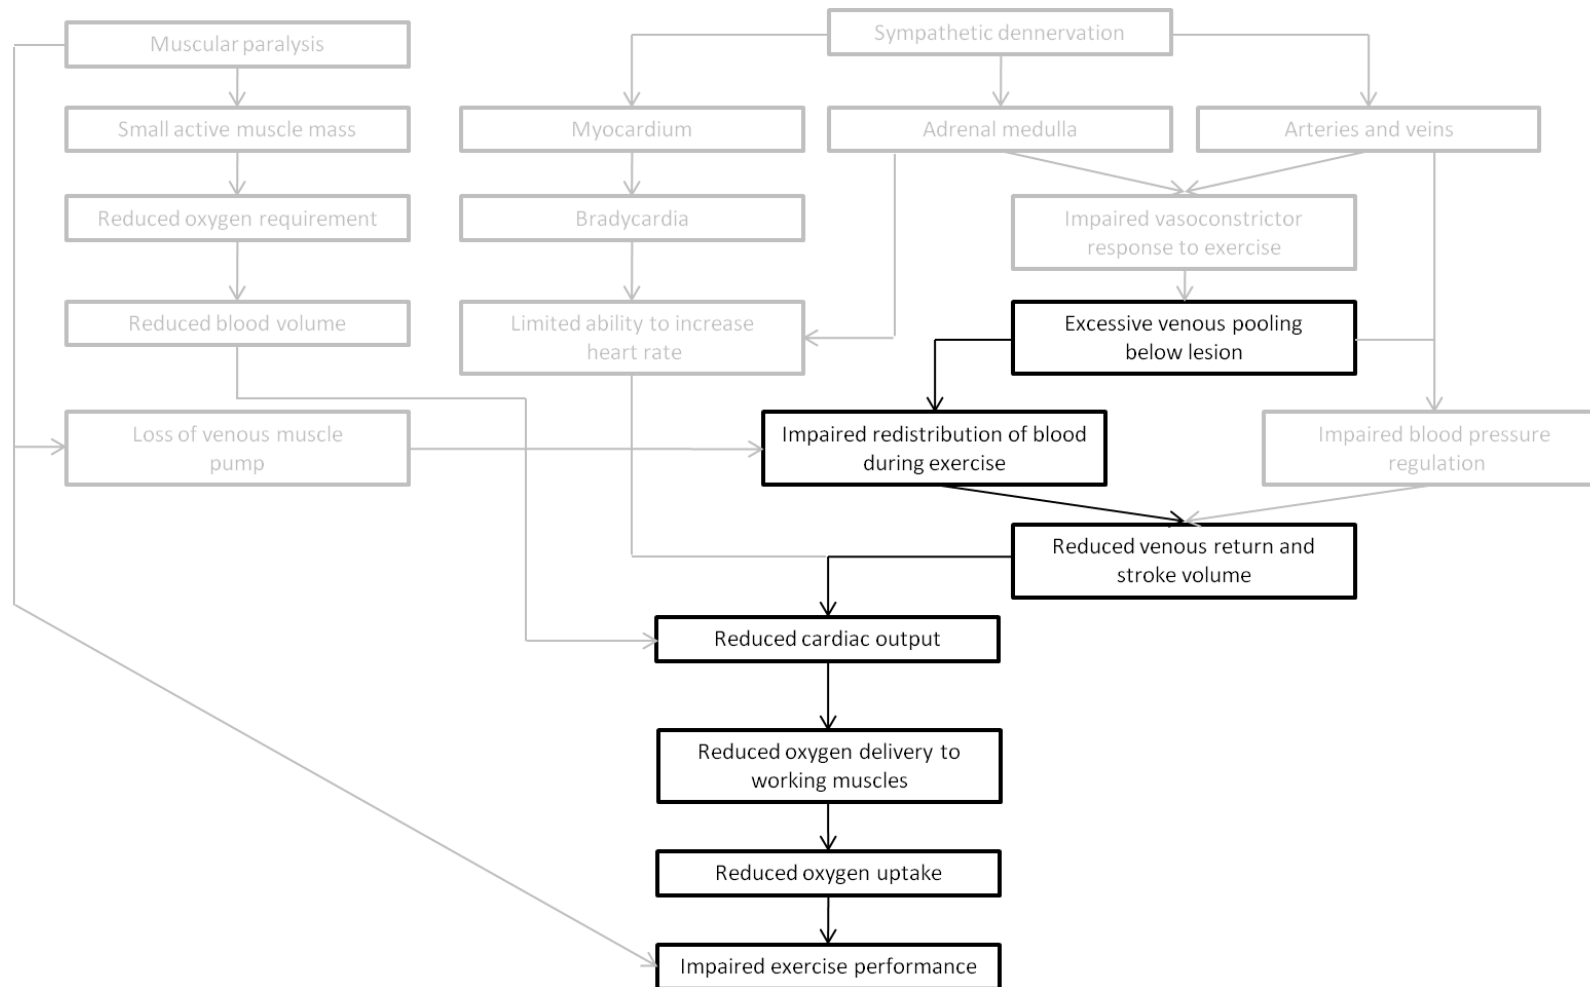 Muscular paralysis
Sympathetic dennervation
Small active muscle mass
Myocardium
Adrenal medulla
Arteries and veins
Reduced oxygen requirement
Bradycardia
Impaired vasoconstrictor
response to exercise
Reduced blood volume
Limited ability to increase
heart rate
Excessive venous pooling
below lesion
Loss of venous muscle
pump
Impaired redistribution of blood
during exercise
Impaired blood pressure
regulation
Reduced venous return and
stroke volume
Reduced cardiac output
Reduced oxygen delivery to
working muscles
Reduced oxygen uptake
Impaired exercise performance